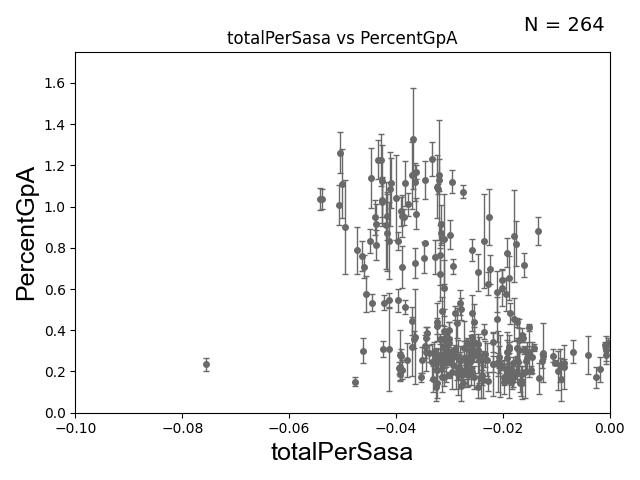 N = 264
totalPerSasa vs PercentGpA
PercentGpA
1.6
1.4
1.2
1.0
0.8
0.6
0.4
0.2
0.0
−0.10 −0.08 −0.06 −0.04 −0.02 0.00
totalPerSasa